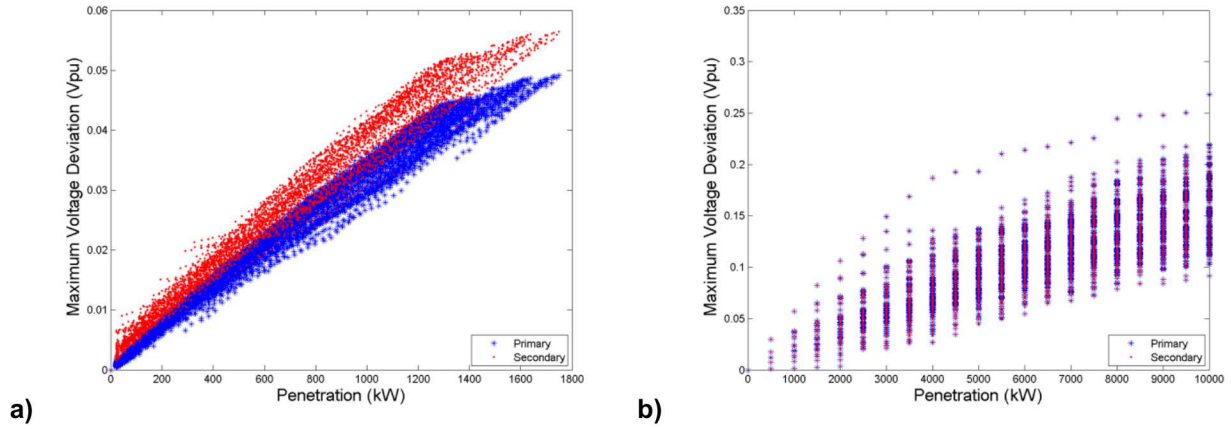 0.06
0.05
0.04
0.03
0.02
0.01
0
Maximum Voltage Deviation (Vpu)
0 200 400 600 800 1000 1200 1400 1600 1800
Penetration (kW)
Primary
Secondary
a)
0.35
0.3
0.25
0.2
0.15
0.1
0.05
0
Maximum Voltage Deviation (Vpu)
0 1000 2000 3000 4000 5000 6000 7000 8000 9000 10000
Penetration (kW)
Primary
Secondary
b)